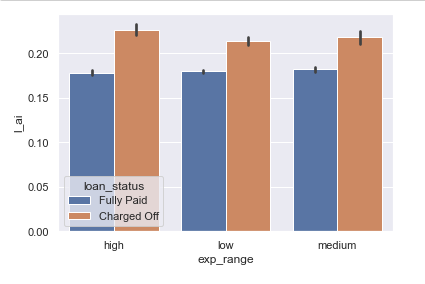 0.20
0.15
0.10
0.05
0.00
l_ai
loan_status
Fully Paid
Charged Off
high
low
medium
exp_range